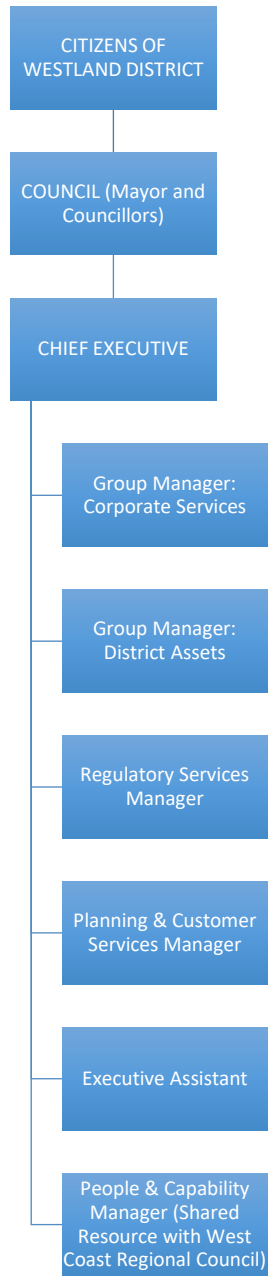 CITIZENS OF
WESTLAND DISTRICT
COUNCIL (Mayor and
Councillors)
CHIEF EXECUTIVE
Group Manager:
Corporate Services
Group Manager:
District Assets
Regulatory Services
Manager
Planning & Customer
Services Manager
Executive Assistant
People & Capability
Manager (Shared
Resource with West
Coast Regional Council)